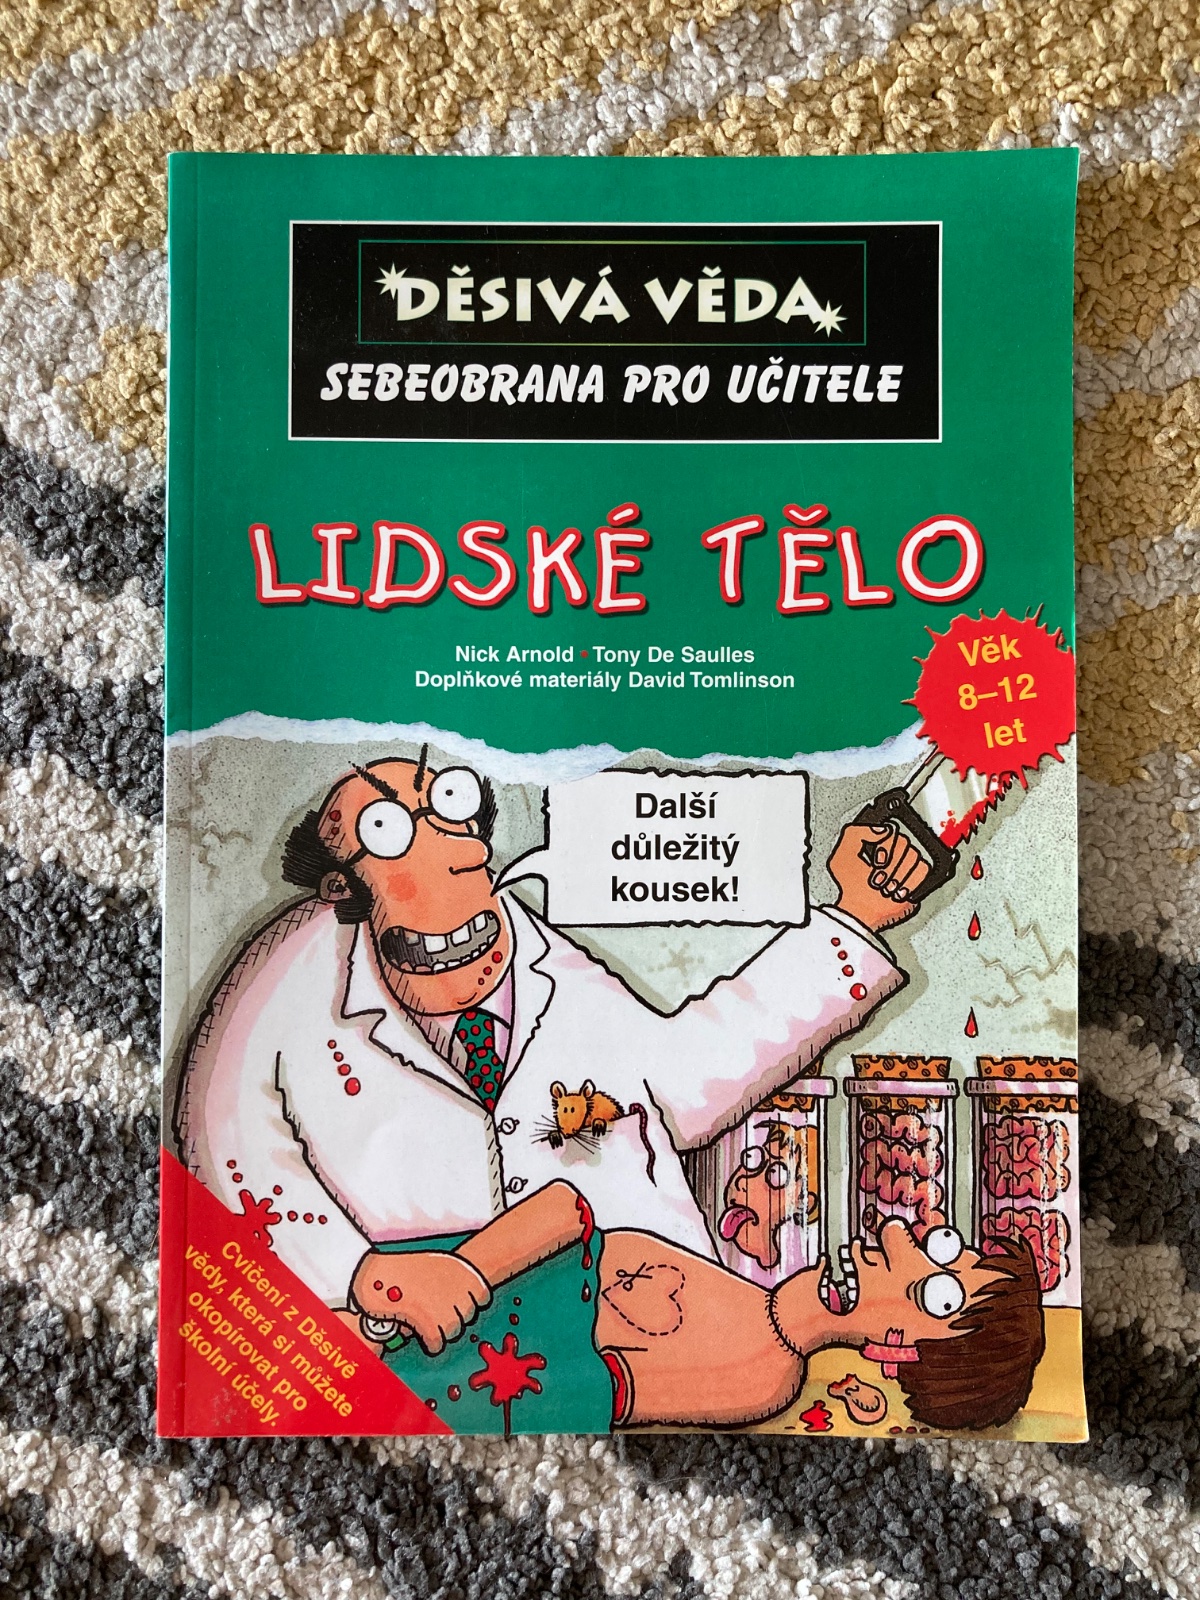 DĚSIVÁ VĚDA
SEBEOBRANA PRO UČITELE
LIDSKÉ TĚLO
Nick Arnold • Tony De Saulles
Doplňkové materiály David Tomlinson
Věk
8–12
let
Další
důležitý
kousek!
Cvičení z Děsivé
vědy, která si můžete
okopírovat pro
školní účely.